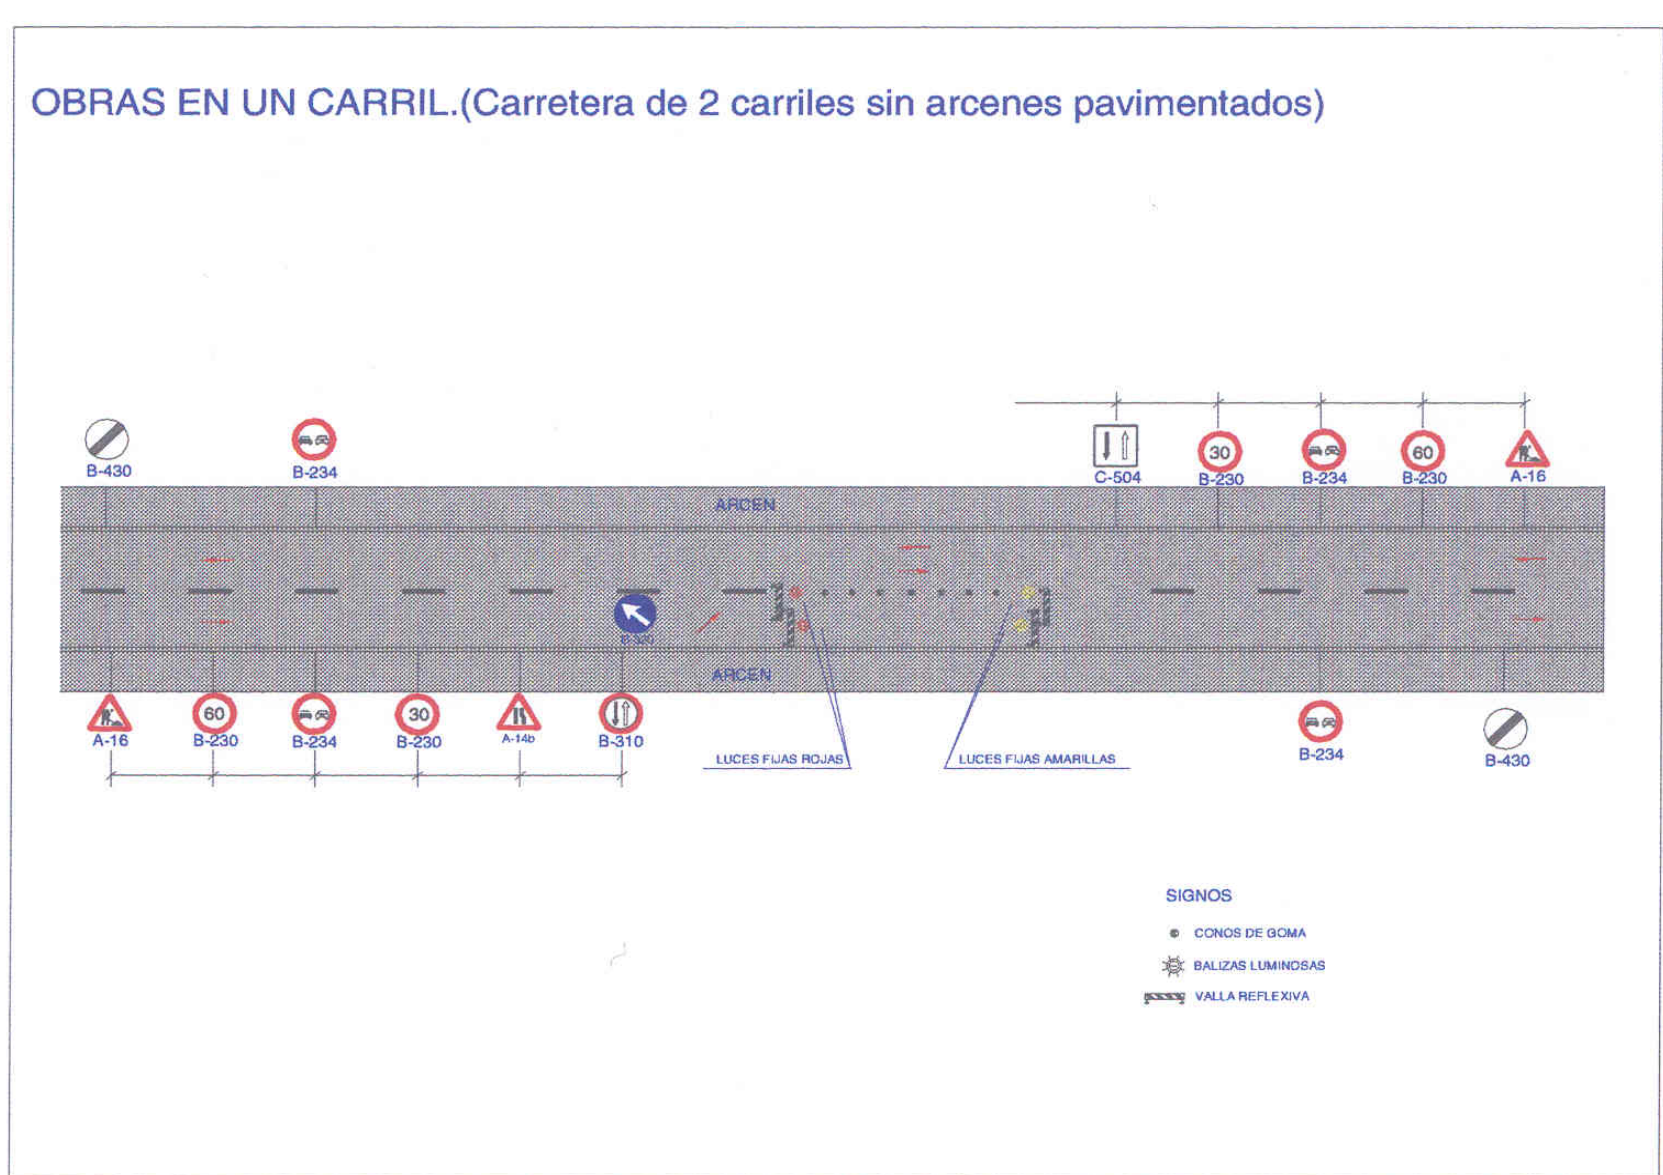 OBRAS EN UN CARRIL.(Carretera de 2 carriles sin arcenes pavimentados)
B-430
B-234
C-504
30
B-230
B-234
60
B-230
A-16
ARCEN
ARCEN
A-16
60
B-230
B-234
30
B-230
A-14b
B-310
B-234
B-430
LUCES FIJAS ROJAS
LUCES FIJAS AMARILLAS
SIGNOS
CONOS DE GOMA
BALIZAS LUMINOSAS
VALLA REFLEXIVA